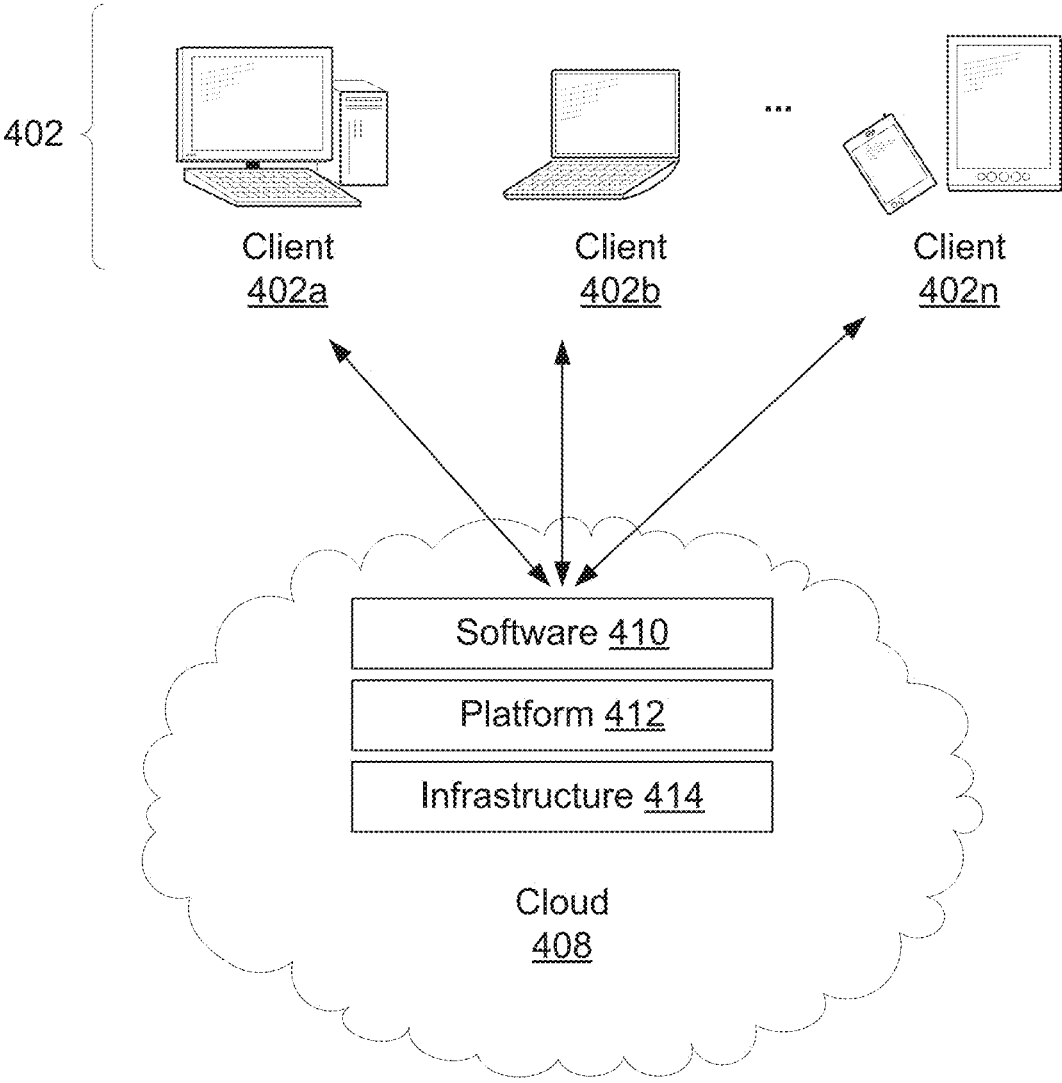 402
...
Client
402a
Client
402b
Client
402n
Software 410
Platform 412
Infrastructure 414
Cloud
408